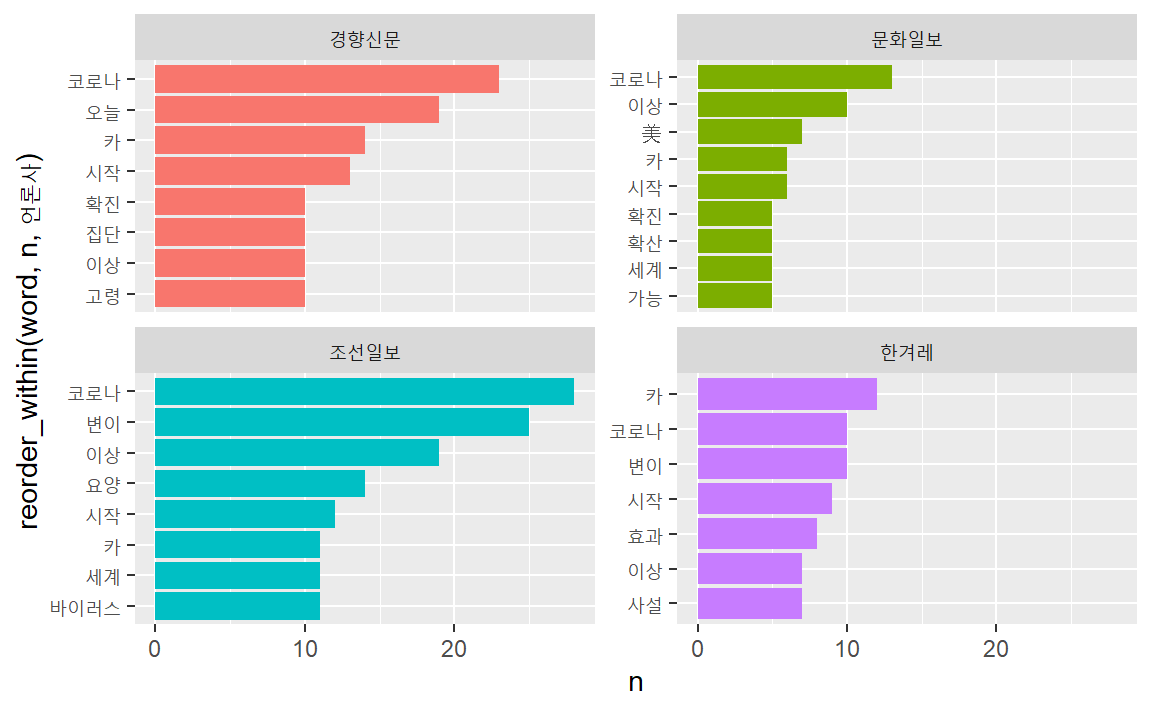 경향신문
코로나
오늘
카
시작
확진
집단
이상
고령
문화일보
코로나
이상
美
카
시작
확진
확산
세계
가능
조선일보
코로나
변이
이상
요양
시작
카
세계
바이러스
한겨레
카
코로나
변이
시작
효과
이상
사설
0 10 20
0 10 20
n
reorder_within(word, n, 언론사)